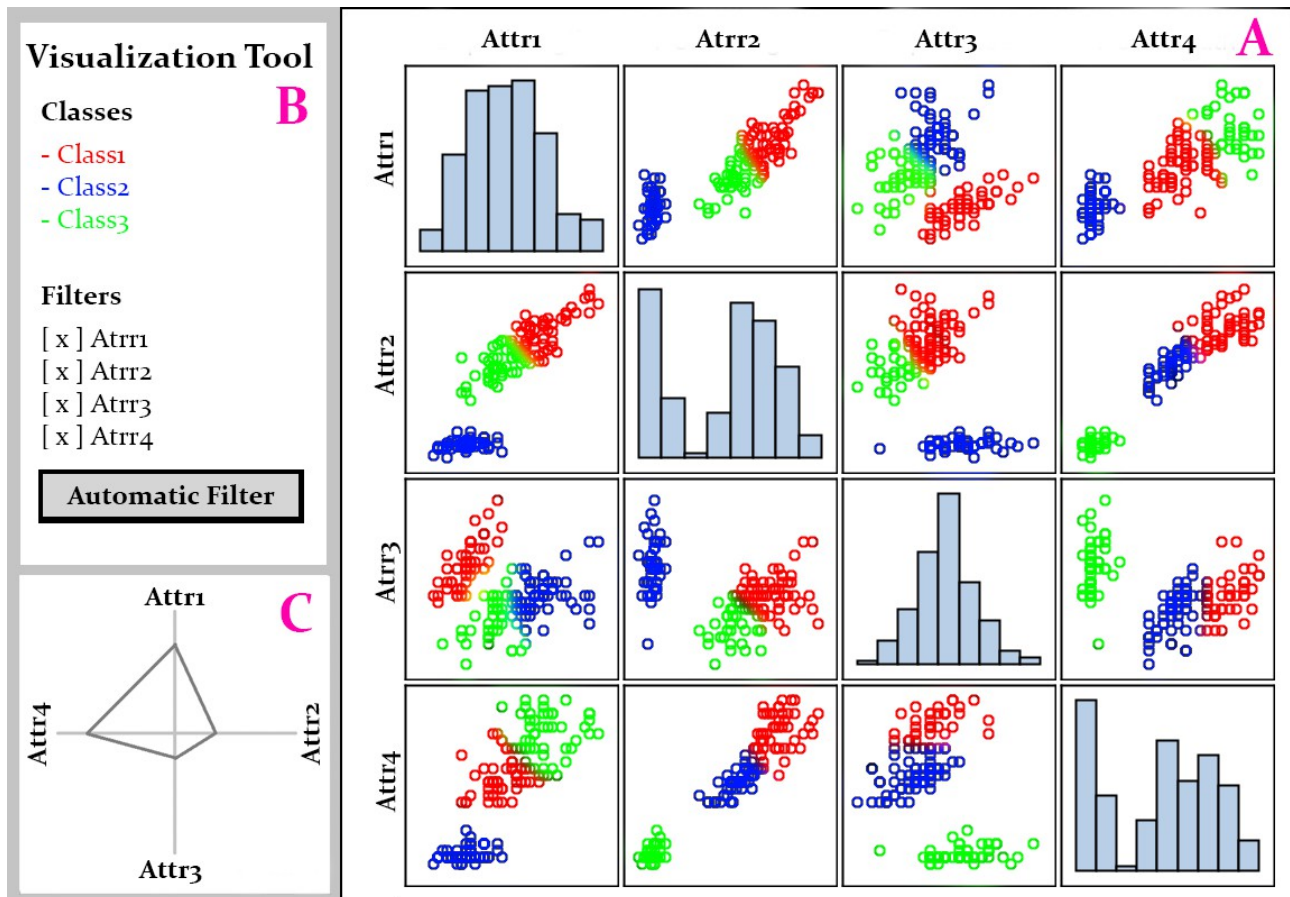 Visualization Tool
B
Classes
- Class1
- Class2
- Class3
Filters
[ x ] Atrr1
[ x ] Atrr2
[ x ] Atrr3
[ x ] Atrr4
Automatic Filter
C
Attr1
Attr2
Attr3
Attr4
A
Attr1 Atrr2 Attr3 Attr4
Attr1
Attr2
Atrr3
Attr4